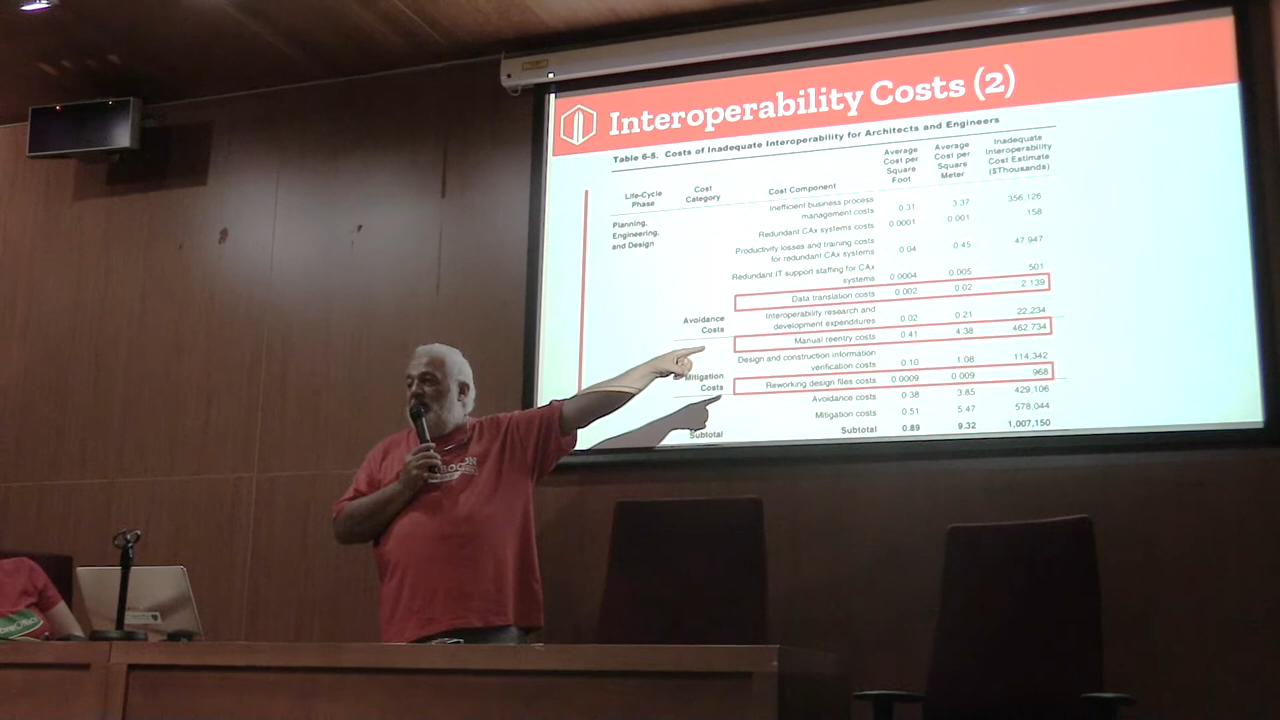 Interoperability Costs (2)
Table 6-5. Costs of Inadequate Interoperability for Architects and Engineers
Life-Cycle
Phase
Cost
Category
Cost Component
Average
Cost per
Square
Foot
Average
Cost per
Square
Meter
Inadequate
Interoperability
Cost Estimate
($Thousands)
Planning,
Engineering,
and Design
Inefficient business process
management costs 0.31 3.37 356,126
Redundant CAx systems costs 0.0001 0.001 158
Productivity losses and training costs
for redundant CAx systems 0.04 0.45 47,947
Redundant IT support staffing for CAx
systems 0.0004 0.005 501
Data translation costs 0.002 0.02 2,139
Avoidance
Costs
Interoperability research and
development expenditures 0.02 0.21 22,234
Manual reentry costs 0.41 4.38 462,734
Design and construction information
verification costs 0.10 1.08 114,342
Mitigation
Costs
Reworking design files costs 0.0009 0.009 968
Avoidance costs 0.38 3.85 429,106
Mitigation costs 0.51 5.47 578,044
Subtotal Subtotal 0.89 9.32 1,007,150